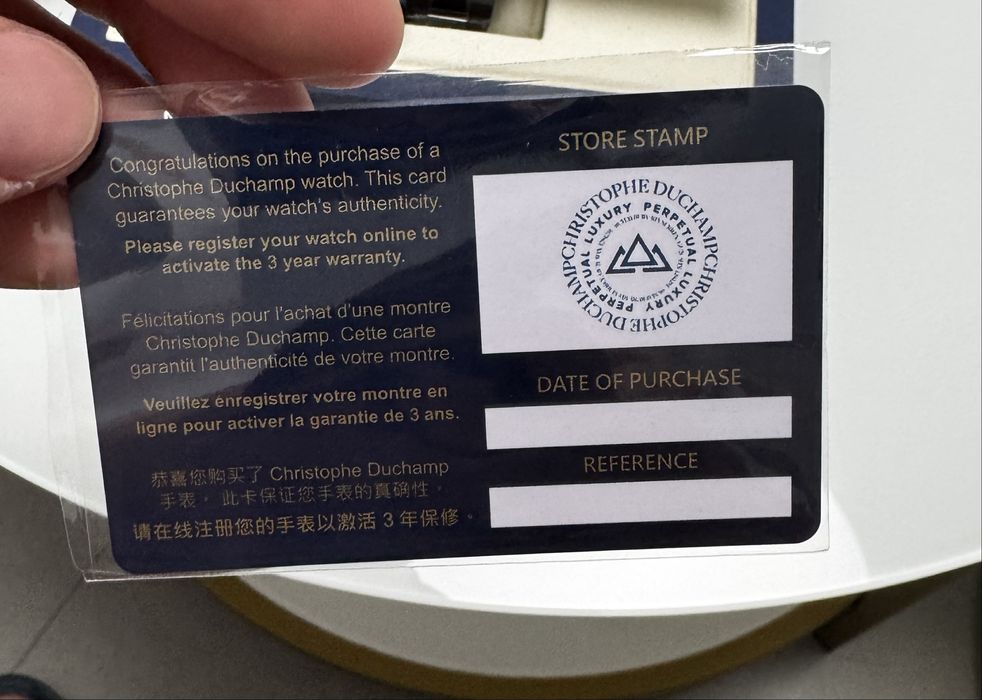 Congratulations on the purchase of a
Christophe Duchamp watch. This card
guarantees your watch's authenticity.
Please register your watch online to
activate the 3 year warranty.
Félicitations pour l'achat d'une montre
Christophe Duchamp. Cette carte
garantit l'authenticité de votre montre.
Veuillez énregistrer votre montre en
ligne pour activer la garantie de 3 ans.
恭喜您购买了 Christophe Duchamp
手表。此卡保证您手表的真确性。
请在线注册您的手表以激活 3 年保修。
STORE STAMP
CHRISTOPHE DUCHAMP
CHRISTOPHE DUCHAMP
LUXURY PERPETUAL
LUXURY PERPETUAL
DATE OF PURCHASE
REFERENCE